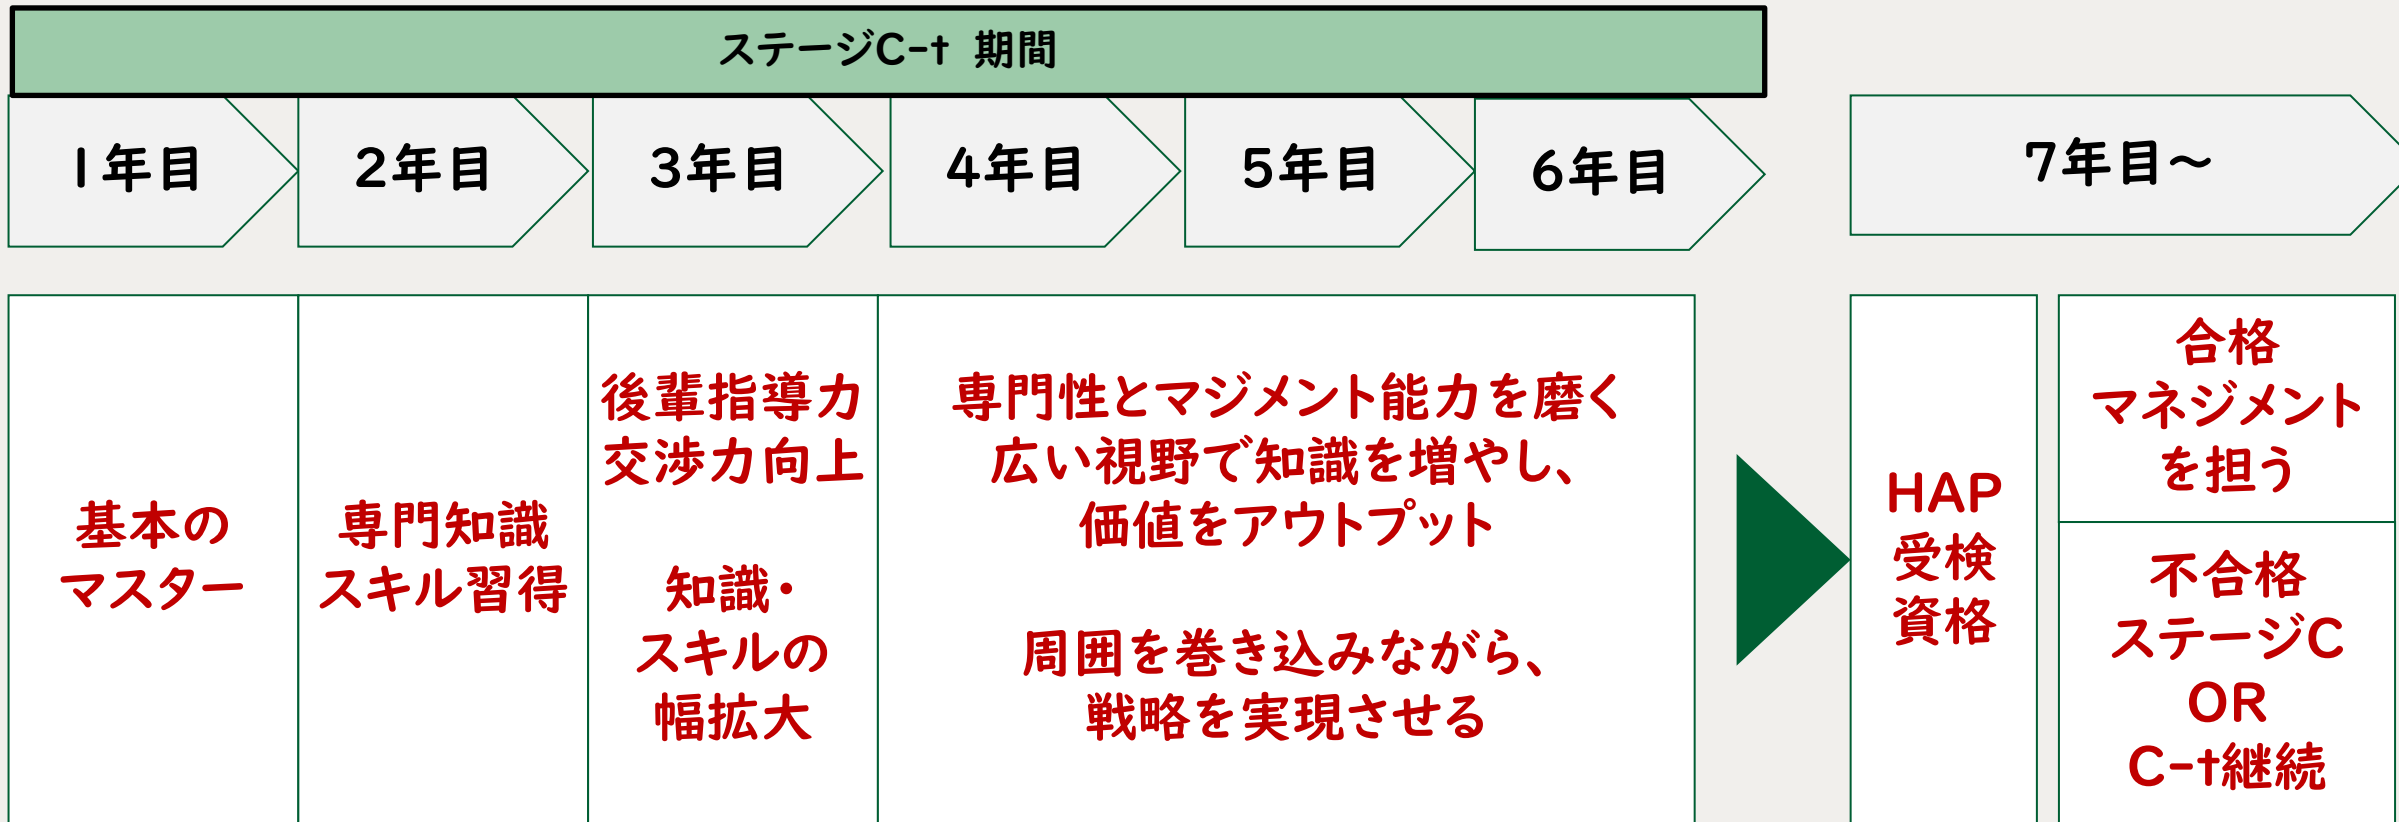 ステージC-t 期間
1年目
2年目
3年目
4年目
5年目
6年目
7年目～
基本の
マスター
専門知識
スキル習得
後輩指導力
交渉力向上
知識・
スキルの
幅拡大
専門性とマジメント能力を磨く
広い視野で知識を増やし、
価値をアウトプット
周囲を巻き込みながら、
戦略を実現させる
HAP
受検
資格
合格
マネジメント
を担う
不合格
ステージC
OR
C-t継続